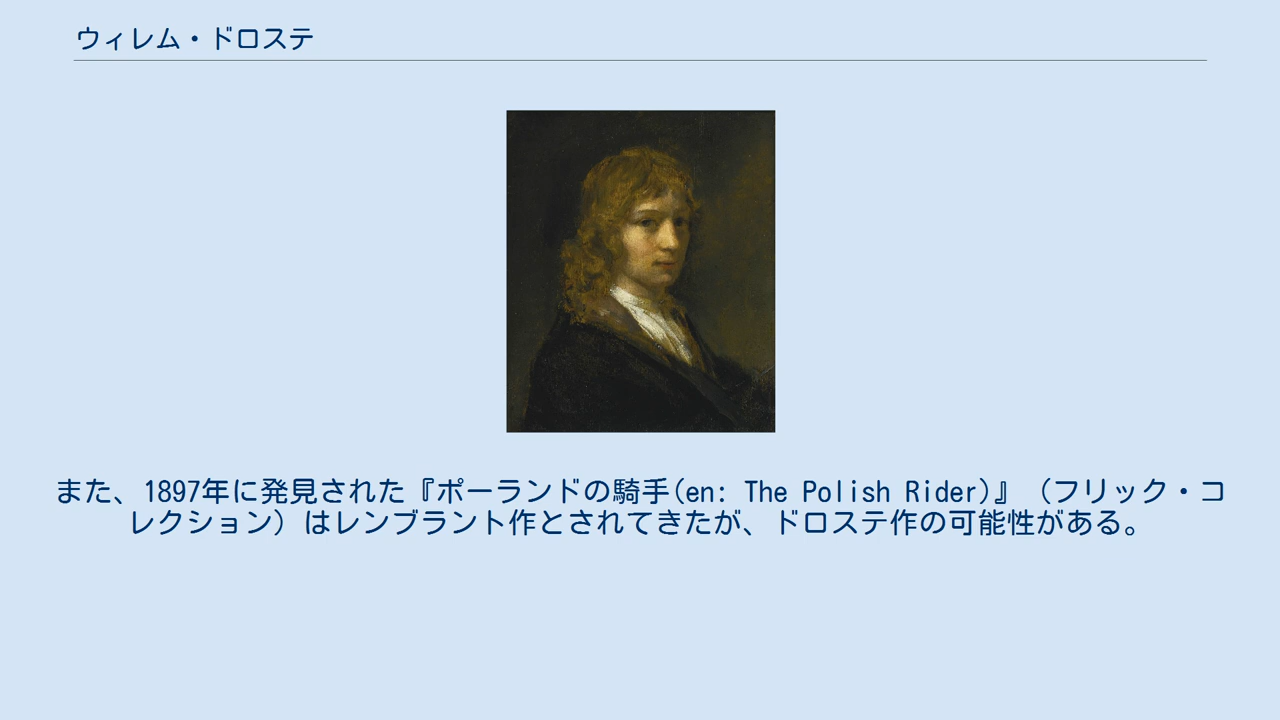 ウィレム・ドロステ
また、1897年に発見された『ポーランドの騎手(en: The Polish Rider)』（フリック・コ
レクション）はレンブラント作とされてきたが、ドロステ作の可能性がある。